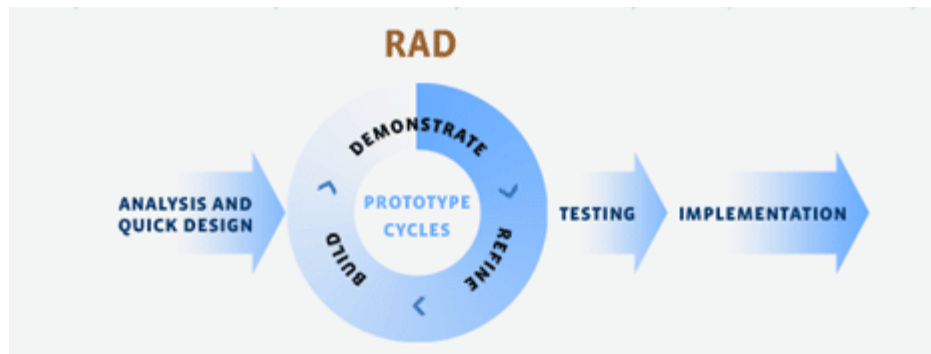 RAD
ANALYSIS AND
QUICK DESIGN
DEMONSTRATE
PROTOTYPE
CYCLES
BUILD
REFINE
TESTING
IMPLEMENTATION